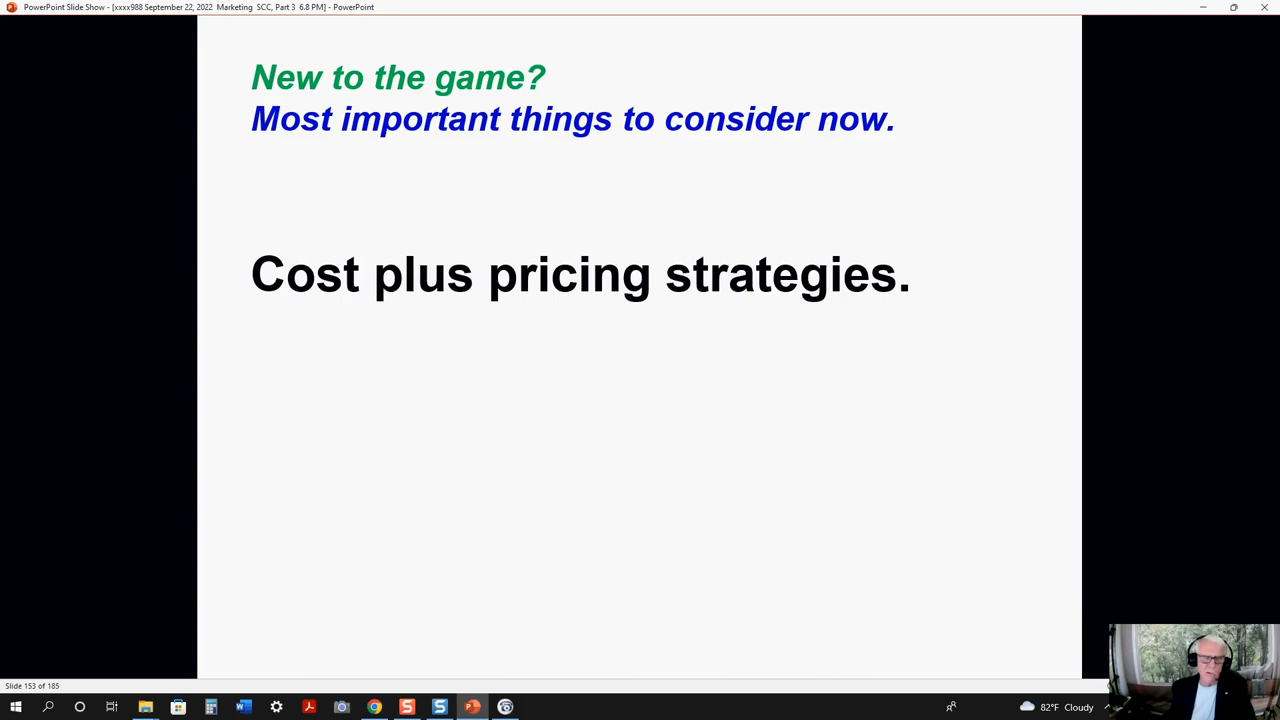 PowerPoint Slide Show - [xxxx988 September 22, 2022 Marketing SCC, Part 3 6.8 PM] - PowerPoint
New to the game?
Most important things to consider now.
Cost plus pricing strategies.
Slide 153 of 185
82°F Cloudy